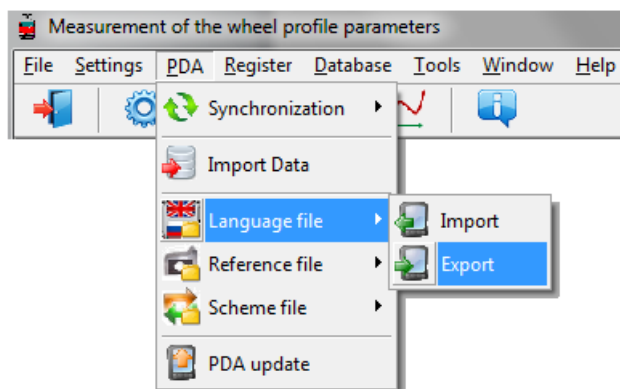 Measurement of the wheel profile parameters
File Settings PDA Register Database Tools Window Help
Synchronization
Import Data
Language file
Import
Reference file
Export
Scheme file
PDA update